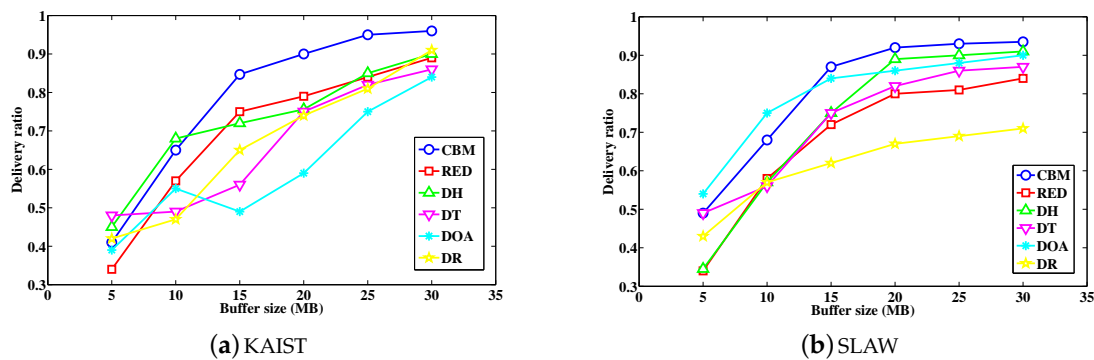 1
0.9
0.8
0.7
0.6
0.5
0.4
0.3
0 5 10 15 20 25 30 35
Delivery ratio
Buffer size (MB)
CBM
RED
DH
DT
DOA
DR
(a) KAIST
1
0.9
0.8
0.7
0.6
0.5
0.4
0.3
0 5 10 15 20 25 30 35
Delivery ratio
Buffer size (MB)
CBM
RED
DH
DT
DOA
DR
(b) SLAW